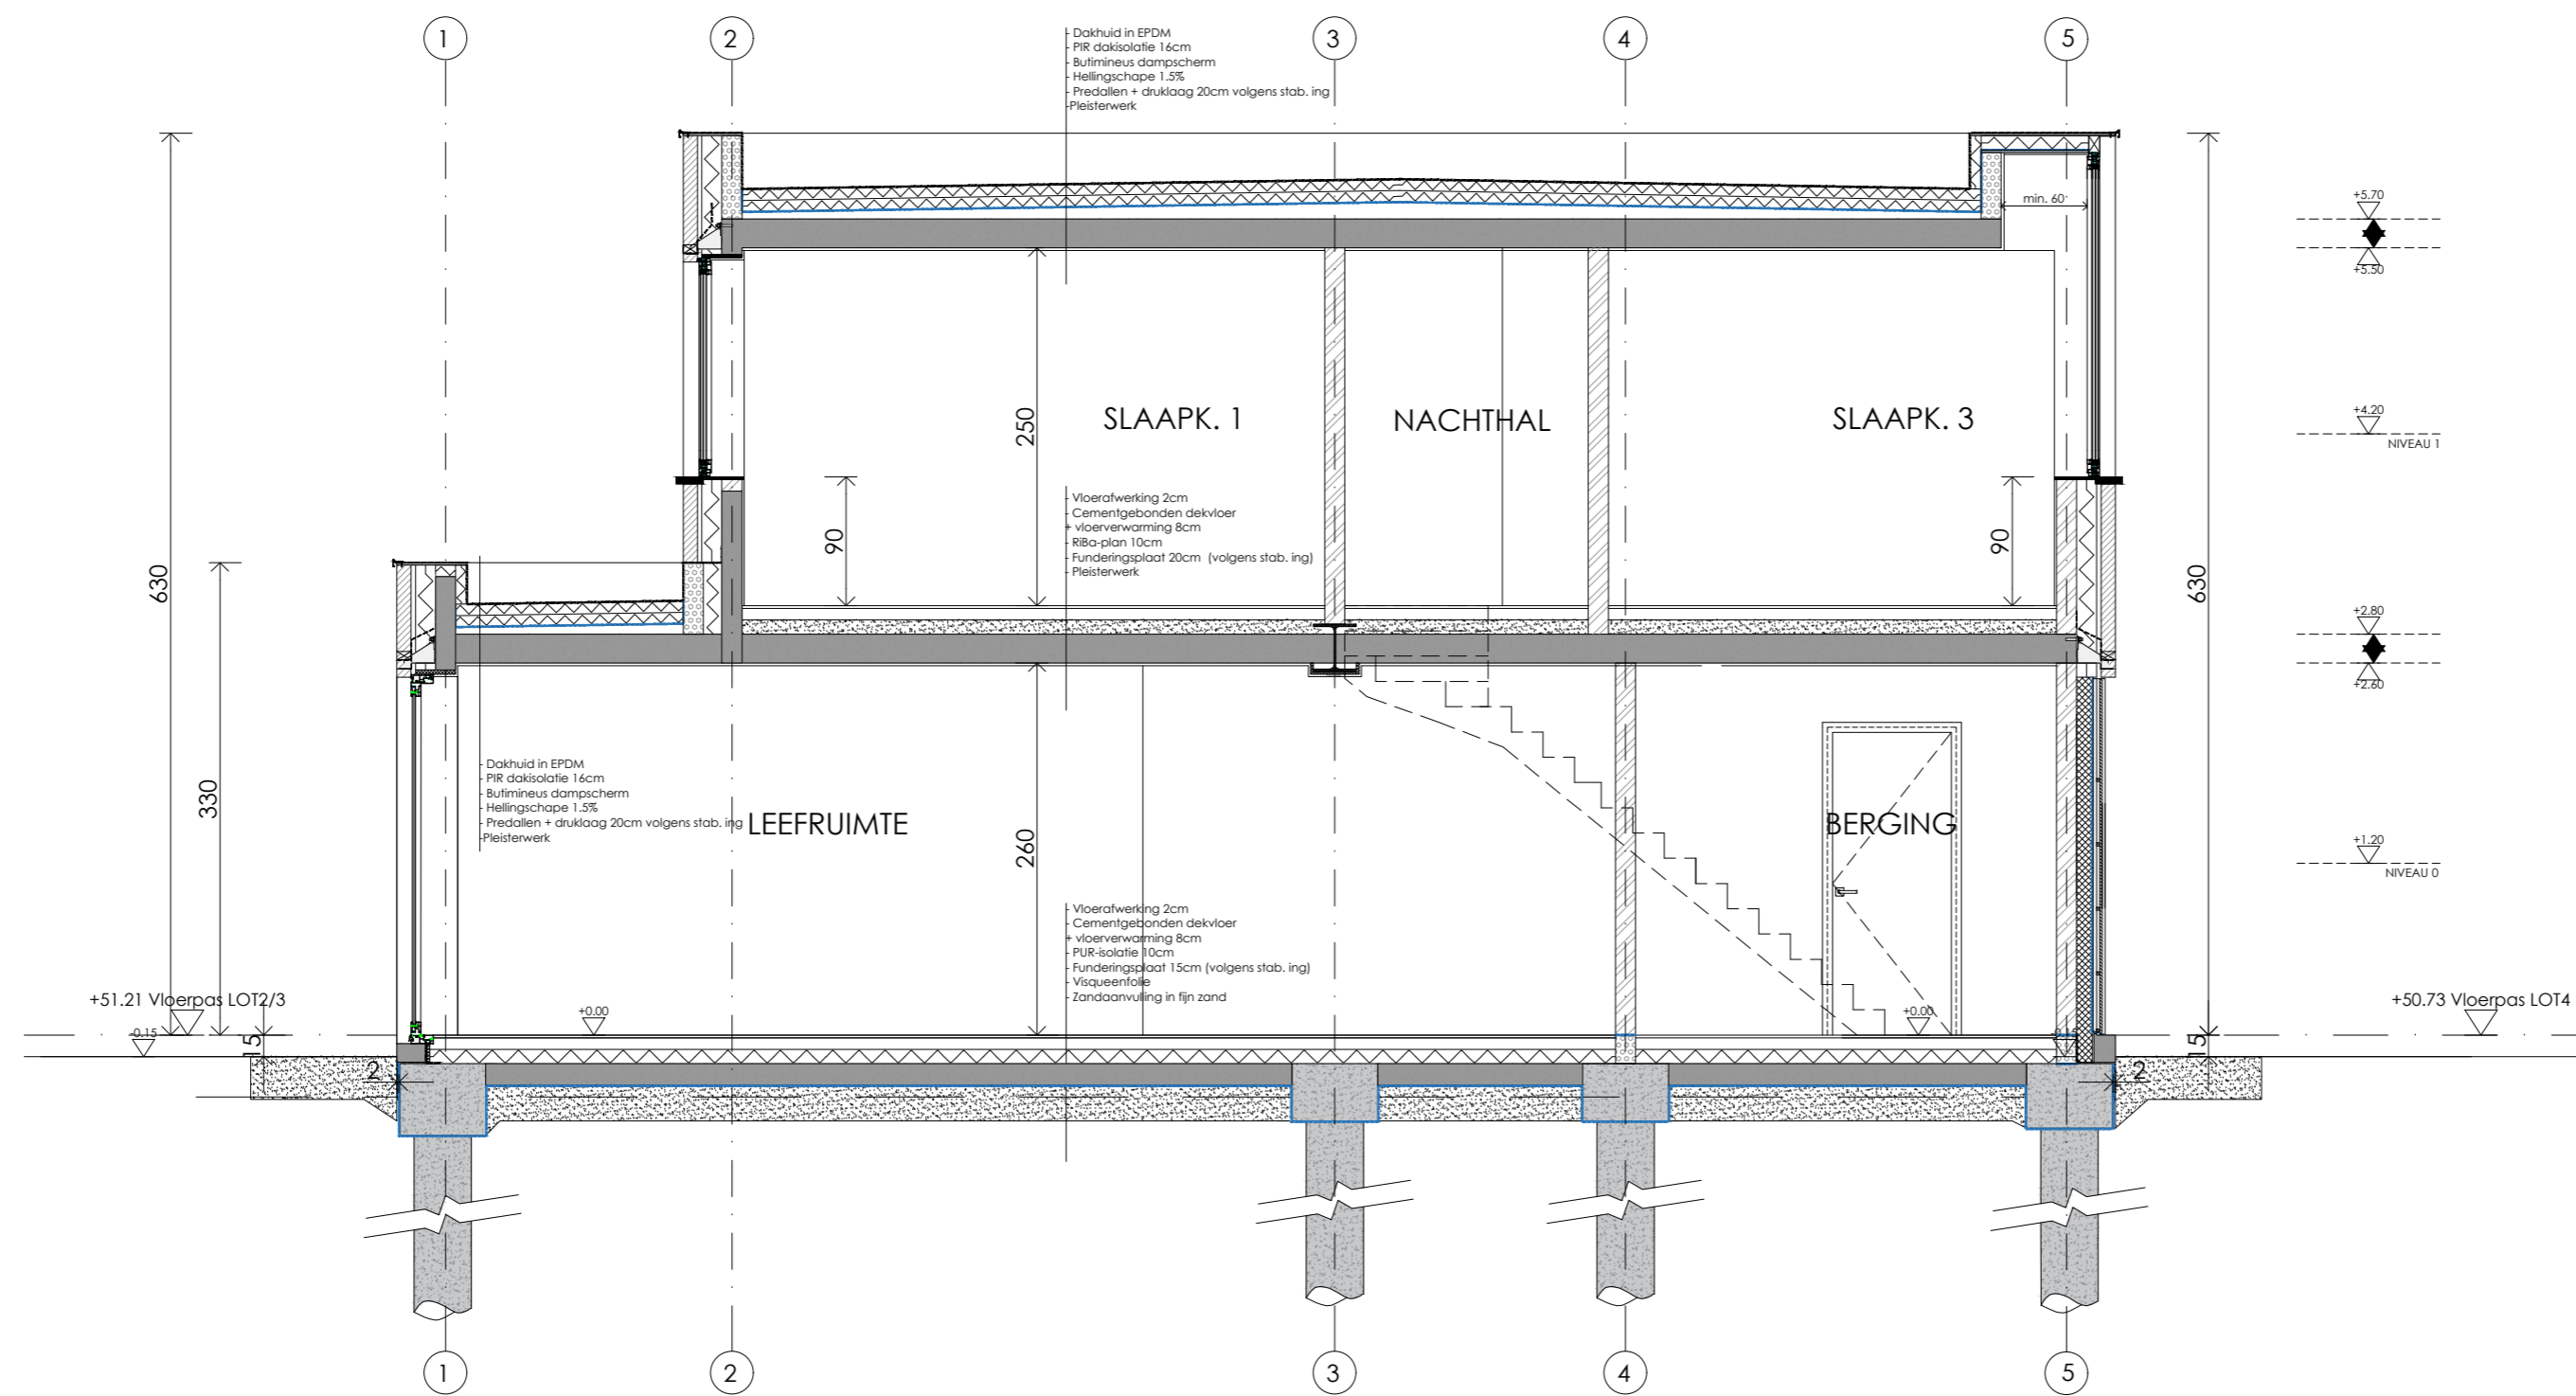 1
2
3
4
5
- Dakhuid in EPDM
- PIR dakisolatie 16cm
- Butimineus dampscherm
- Hellingschape 1.5%
- Predallen + druklaag 20cm volgens stab. ing
-Pleisterwerk
min. 60
+5.70
+5.50
250
SLAAPK. 1
NACHTHAL
SLAAPK. 3
+4.20
NIVEAU 1
90
- Vloerafwerking 2cm
- Cementgebonden dekvloer
+ vloerverwarming 8cm
- RiBa-plan 10cm
- Funderingsplaat 20cm (volgens stab. ing)
- Pleisterwerk
90
630
630
+2.80
+2.60
330
- Dakhuid in EPDM
- PIR dakisolatie 16cm
- Butimineus dampscherm
- Hellingschape 1.5%
- Predallen + druklaag 20cm volgens stab. ing
-Pleisterwerk
LEEFRUIMTE
260
BERGING
+1.20
NIVEAU 0
- Vloerafwerking 2cm
- Cementgebonden dekvloer
+ vloerverwarming 8cm
- PUR-isolatie 10cm
- Funderingsplaat 15cm (volgens stab. ing)
- Visqueenfolie
- Zandaanvulling in fijn zand
+51.21 Vloerpas LOT2/3
+50.73 Vloerpas LOT4
+0.00
+0.00
-0.15
-0.15
15
15
2
2
1
2
3
4
5